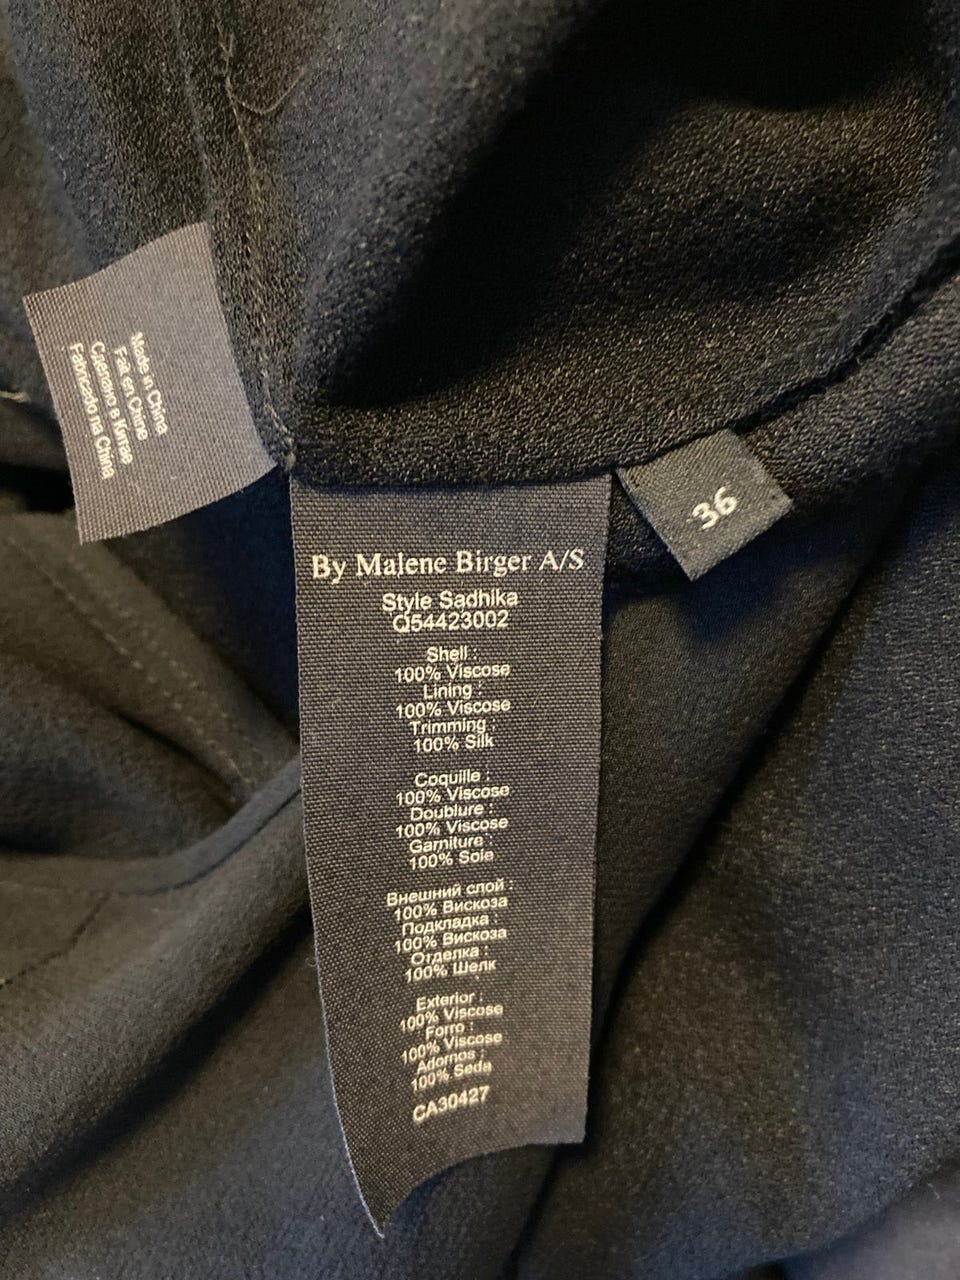 Made in China
Fait en Chine
Сделано в Китае
Fabricado na China
36
By Malene Birger A/S
Style Sadhika
Q54423002
Shell :
100% Viscose
Lining :
100% Viscose
Trimming :
100% Silk
Coquille :
100% Viscose
Doublure :
100% Viscose
Garniture :
100% Soie
Внешний слой :
100% Вискоза
Подкладка :
100% Вискоза
Отделка :
100% Шелк
Exterior :
100% Viscose
Forro :
100% Viscose
Adornos :
100% Seda
CA30427